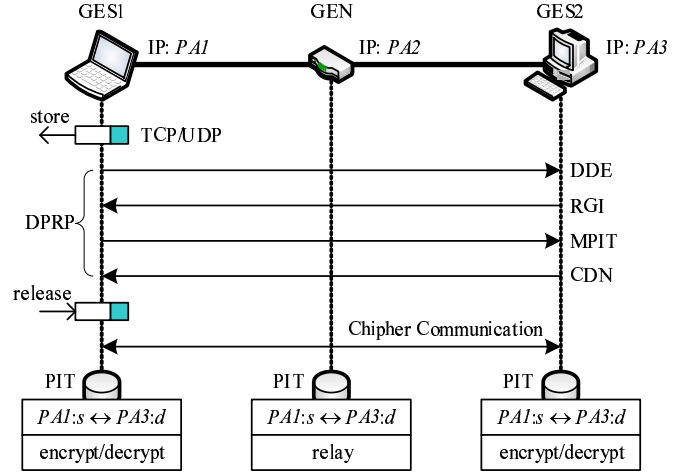 GES1 GEN GES2
IP: PA1 IP: PA2 IP: PA3
store
TCP/UDP
DDE
RGI
DPRP
MPIT
CDN
release
Chipher Communication
PIT PIT PIT
PA1:s ↔ PA3:d PA1:s ↔ PA3:d PA1:s ↔ PA3:d
encrypt/decrypt relay encrypt/decrypt